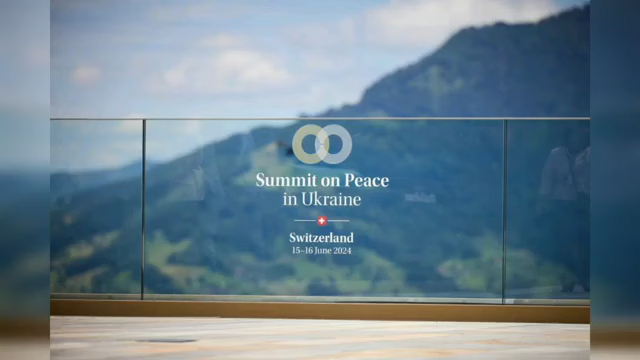 Summit on Peace
in Ukraine
Switzerland
15–16 June 2024